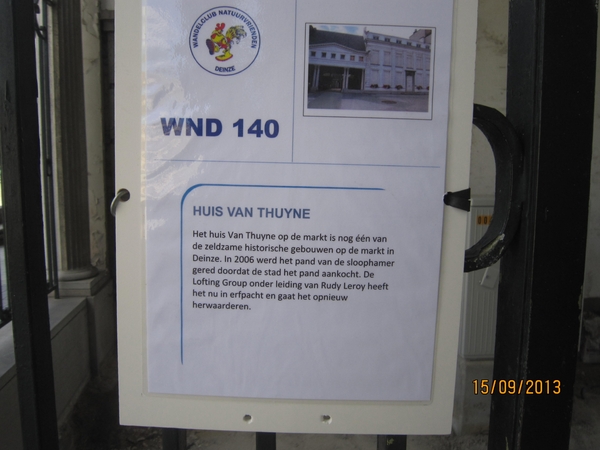 WANDELCLUB NATUURVRIENDEN
DEINZE
WND 140
HUIS VAN THUYNE
Het huis Van Thuyne op de markt is nog één van
de zeldzame historische gebouwen op de markt in
Deinze. In 2006 werd het pand van de sloophamer
gered doordat de stad het pand aankocht. De
Lofting Group onder leiding van Rudy Leroy heeft
het nu in erfpacht en gaat het opnieuw
herwaarderen.
15/09/2013